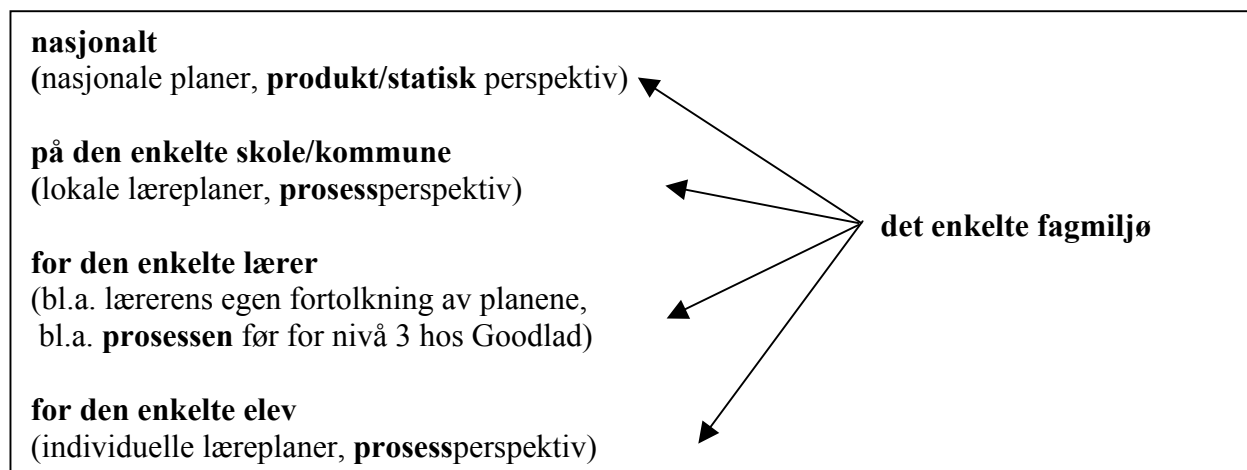 nasjonalt
(nasjonale planer, produkt/statisk perspektiv)
på den enkelte skole/kommune
(lokale læreplaner, prosessperspektiv)
det enkelte fagmiljø
for den enkelte lærer
(bl.a. lærerens egen fortolkning av planene,
bl.a. prosessen før for nivå 3 hos Goodlad)
for den enkelte elev
(individuelle læreplaner, prosessperspektiv)